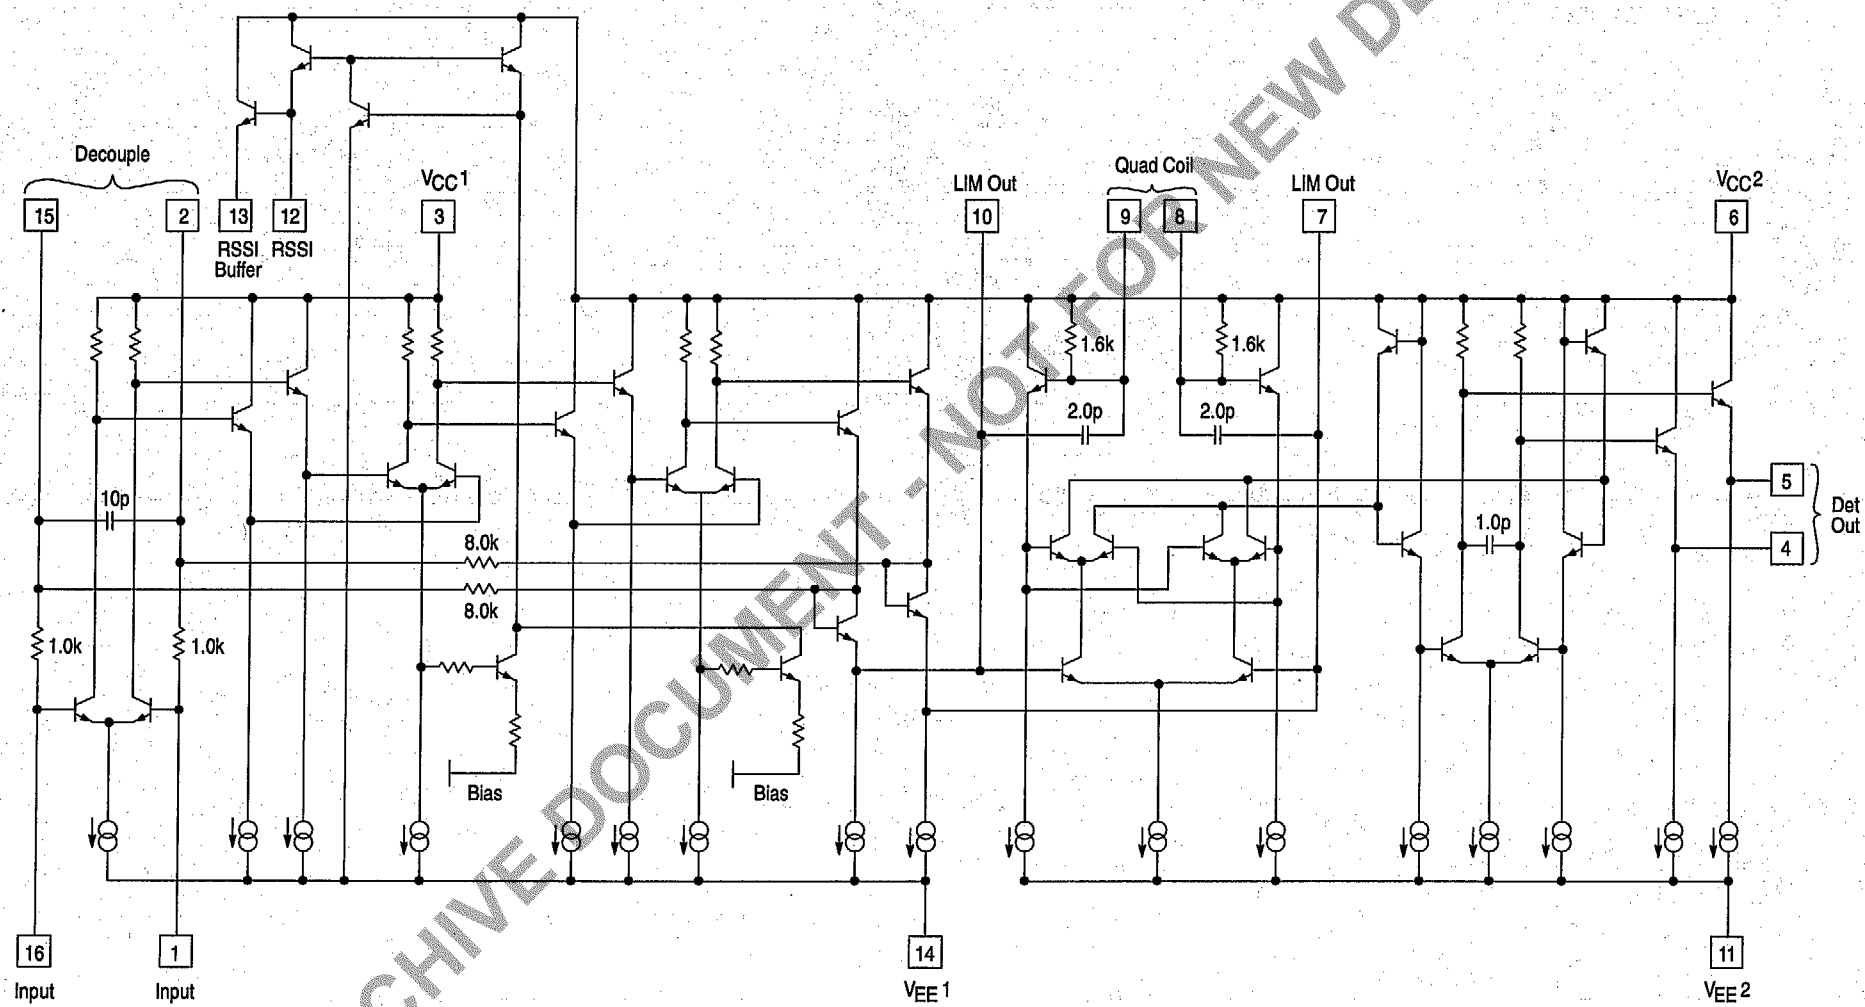 Decouple
15
2
13
12
RSSI
Buffer
RSSI
VCC1
3
LIM Out
10
Quad Coil
9
8
LIM Out
7
VCC2
6
1.6k
1.6k
2.0p
2.0p
10p
8.0k
8.0k
1.0p
5
4
Det
Out
1.0k
1.0k
Bias
Bias
16
Input
1
Input
14
VEE1
11
VEE2
CHIVE DOCUMENT - NOT FOR NEW DE